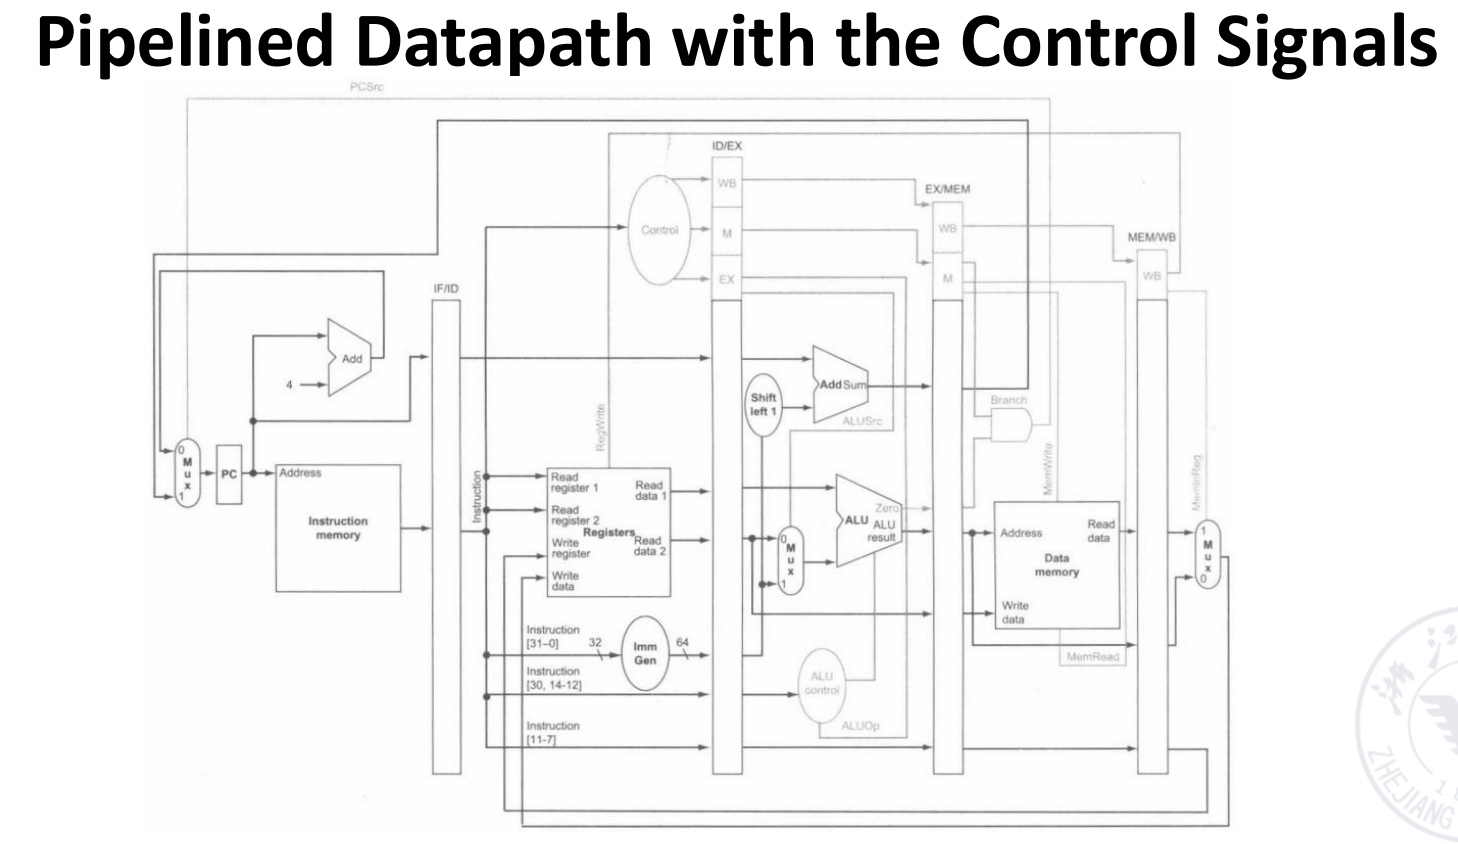 Pipelined Datapath with the Control Signals
PCSrc
ID/EX
WB
EX/MEM
Control
M
WB
MEM/WB
EX
M
WB
IF/ID
Add
4
Add Sum
Shift
left 1
ALUSrc
Branch
RegWrite
MemWrite
MemtoReg
0
M
u
x
1
PC
Address
Instruction
memory
Instruction
Read
register 1
Read
register 2
Registers
Write
register
Write
data
Read
data 1
Read
data 2
0
M
u
x
1
Zero
ALU
ALU
result
Address
Read
data
Data
memory
Write
data
MemRead
1
M
u
x
0
Instruction
[31–0]
32
Imm
Gen
64
Instruction
[30, 14-12]
ALU
control
ALUOp
Instruction
[11-7]
ZHEJIANG